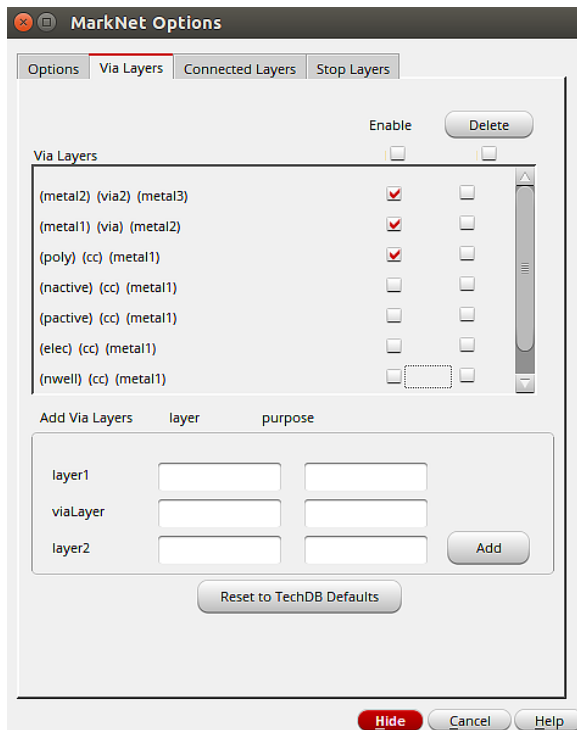 MarkNet Options
Options Via Layers Connected Layers Stop Layers
Enable Delete
Via Layers
(metal2) (via2) (metal3)
(metal1) (via) (metal2)
(poly) (cc) (metal1)
(nactive) (cc) (metal1)
(pactive) (cc) (metal1)
(elec) (cc) (metal1)
(nwell) (cc) (metal1)
Add Via Layers layer purpose
layer1
viaLayer
layer2 Add
Reset to TechDB Defaults
Hide Cancel Help